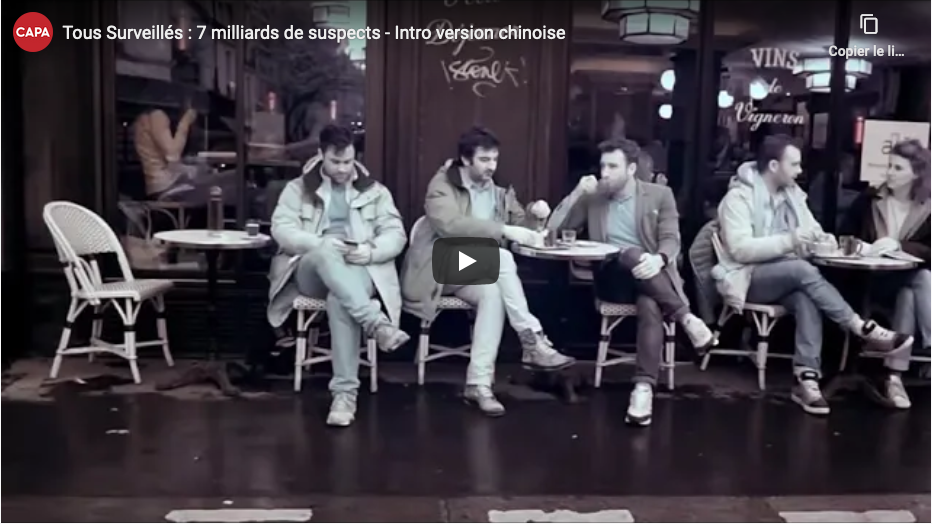 CAPA
Tous Surveillés : 7 milliards de suspects - Intro version chinoise
Copier le li...
VINS
de
Vigneron